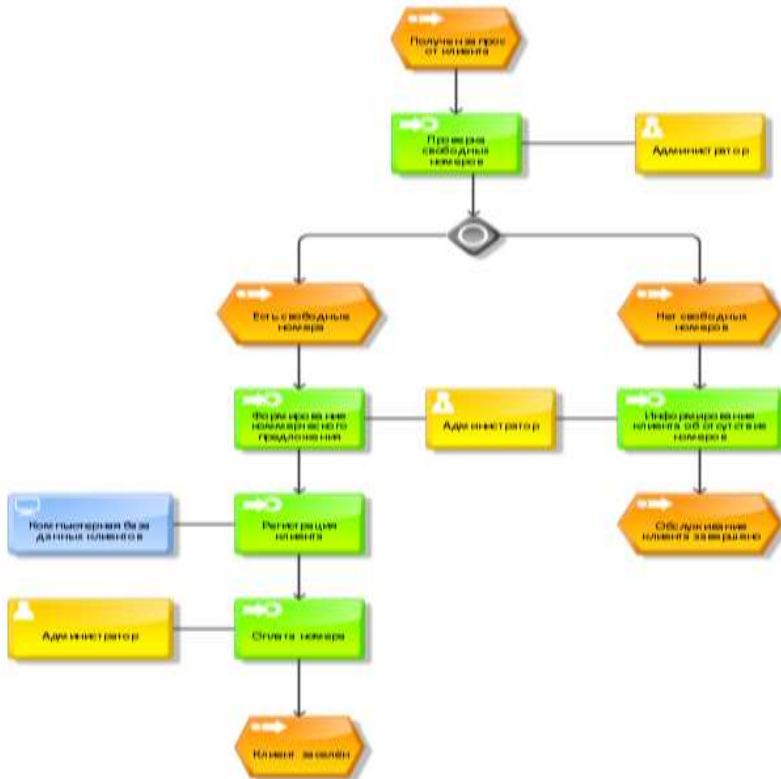 Получен запрос
от клиента
Проверка
свободных
номеров
Администратор
Есть свободные
номера
Нет свободных
номеров
Формирование
коммерческого
предложения
Администратор
Информирование
клиента об отсутствие
номеров
Компьютерная база
данных клиентов
Регистрация
клиента
Обслуживание
клиента завершено
Администратор
Оплата номера
Клиент заселён